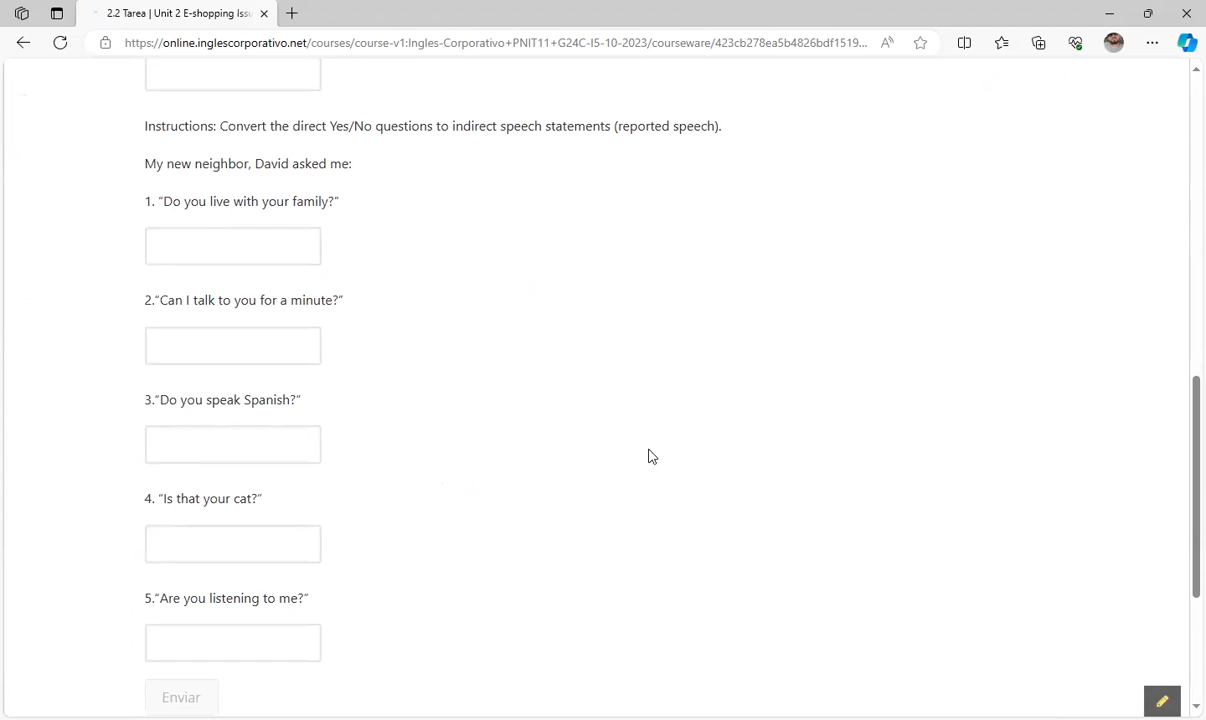 2.2 Tarea | Unit 2 E-shopping Issu
https://online.inglescorporativo.net/courses/course-v1:Ingles-Corporativo+PNIT11+G24C-I5-10-2023/courseware/423cb278ea5b4826bdf1519...
Instructions: Convert the direct Yes/No questions to indirect speech statements (reported speech).
My new neighbor, David asked me:
1. “Do you live with your family?”
2.“Can I talk to you for a minute?”
3.“Do you speak Spanish?”
4. “Is that your cat?”
5.“Are you listening to me?”
Enviar